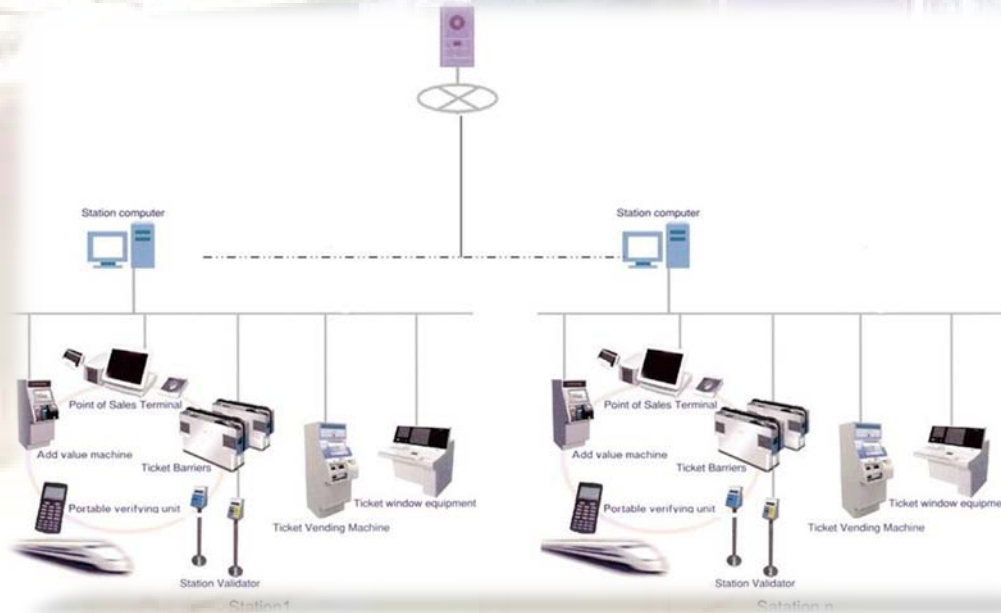 Station computer
Station computer
Point of Sales Terminal
Add value machine
Ticket Barriers
Portable verifying unit
Ticket window equipment
Ticket Vending Machine
Station Validator
Station1
Point of Sales Terminal
Add value machine
Ticket Barriers
Portable verifying unit
Ticket window equipme
Ticket Vending Machine
Station Validator
Satation n